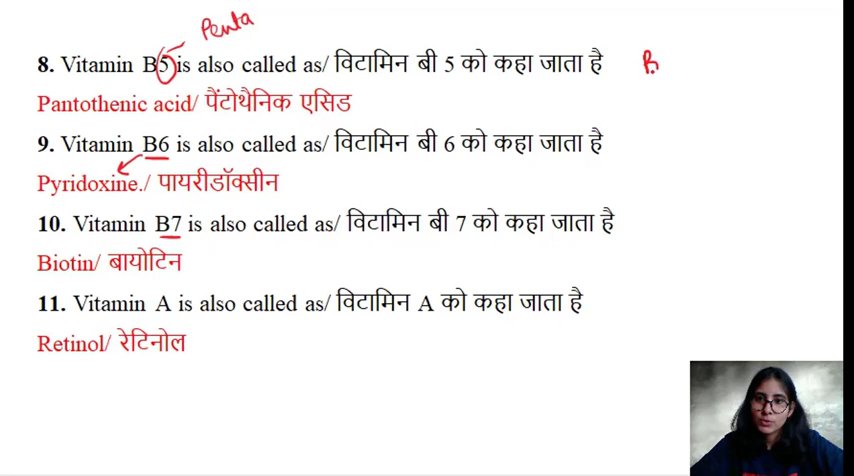 Penta
8. Vitamin B5 is also called as/ विटामिन बी 5 को कहा जाता है B
Pantothenic acid/ पैंटोथैनिक एसिड
9. Vitamin B6 is also called as/ विटामिन बी 6 को कहा जाता है
Pyridoxine./ पायरीडॉक्सीन
10. Vitamin B7 is also called as/ विटामिन बी 7 को कहा जाता है
Biotin/ बायोटिन
11. Vitamin A is also called as/ विटामिन A को कहा जाता है
Retinol/ रेटिनोल